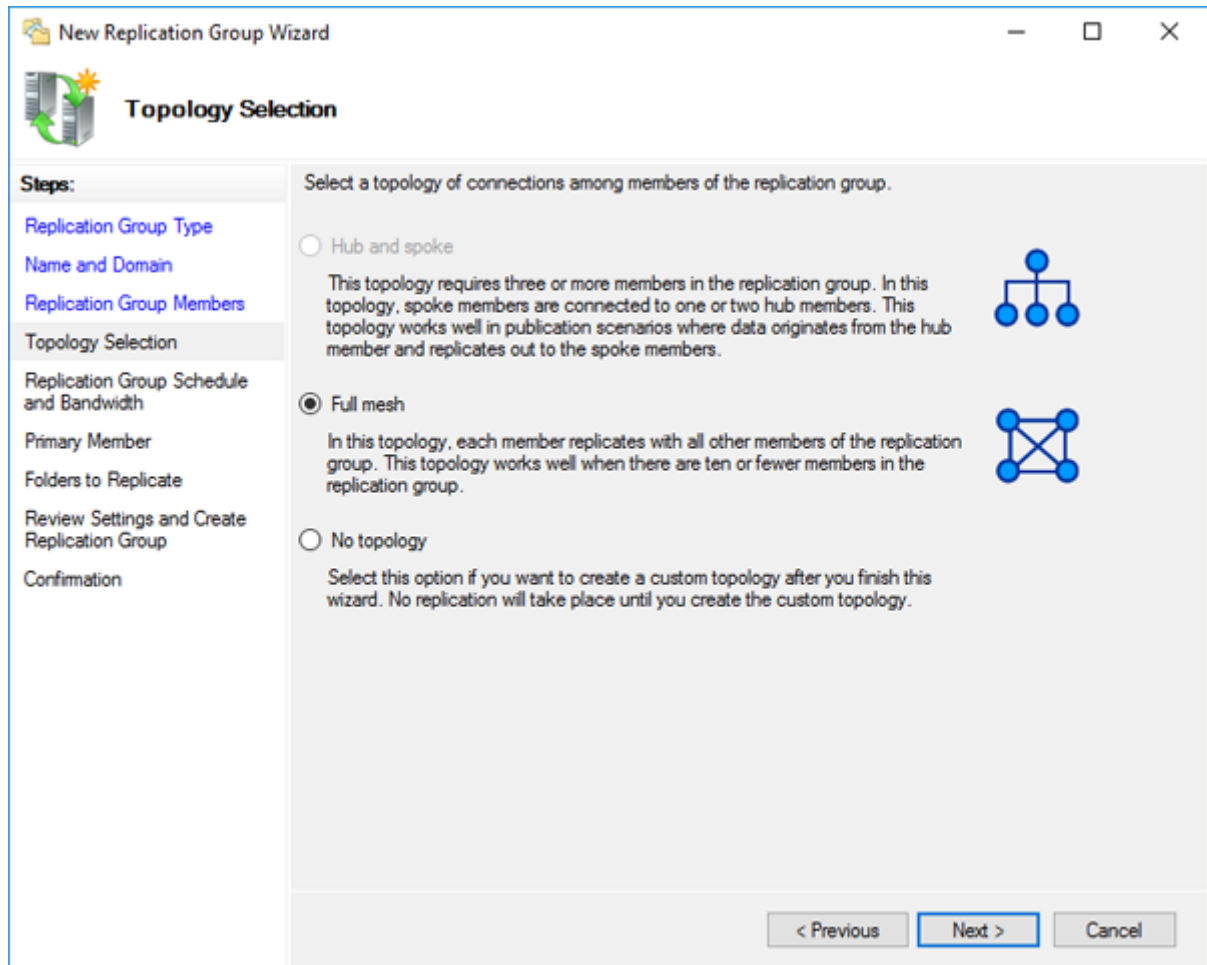 New Replication Group Wizard
Topology Selection
Steps:
Replication Group Type
Name and Domain
Replication Group Members
Topology Selection
Replication Group Schedule
and Bandwidth
Primary Member
Folders to Replicate
Review Settings and Create
Replication Group
Confirmation
Select a topology of connections among members of the replication group.
Hub and spoke
This topology requires three or more members in the replication group. In this
topology, spoke members are connected to one or two hub members. This
topology works well in publication scenarios where data originates from the hub
member and replicates out to the spoke members.
Full mesh
In this topology, each member replicates with all other members of the replication
group. This topology works well when there are ten or fewer members in the
replication group.
No topology
Select this option if you want to create a custom topology after you finish this
wizard. No replication will take place until you create the custom topology.
< Previous
Next >
Cancel